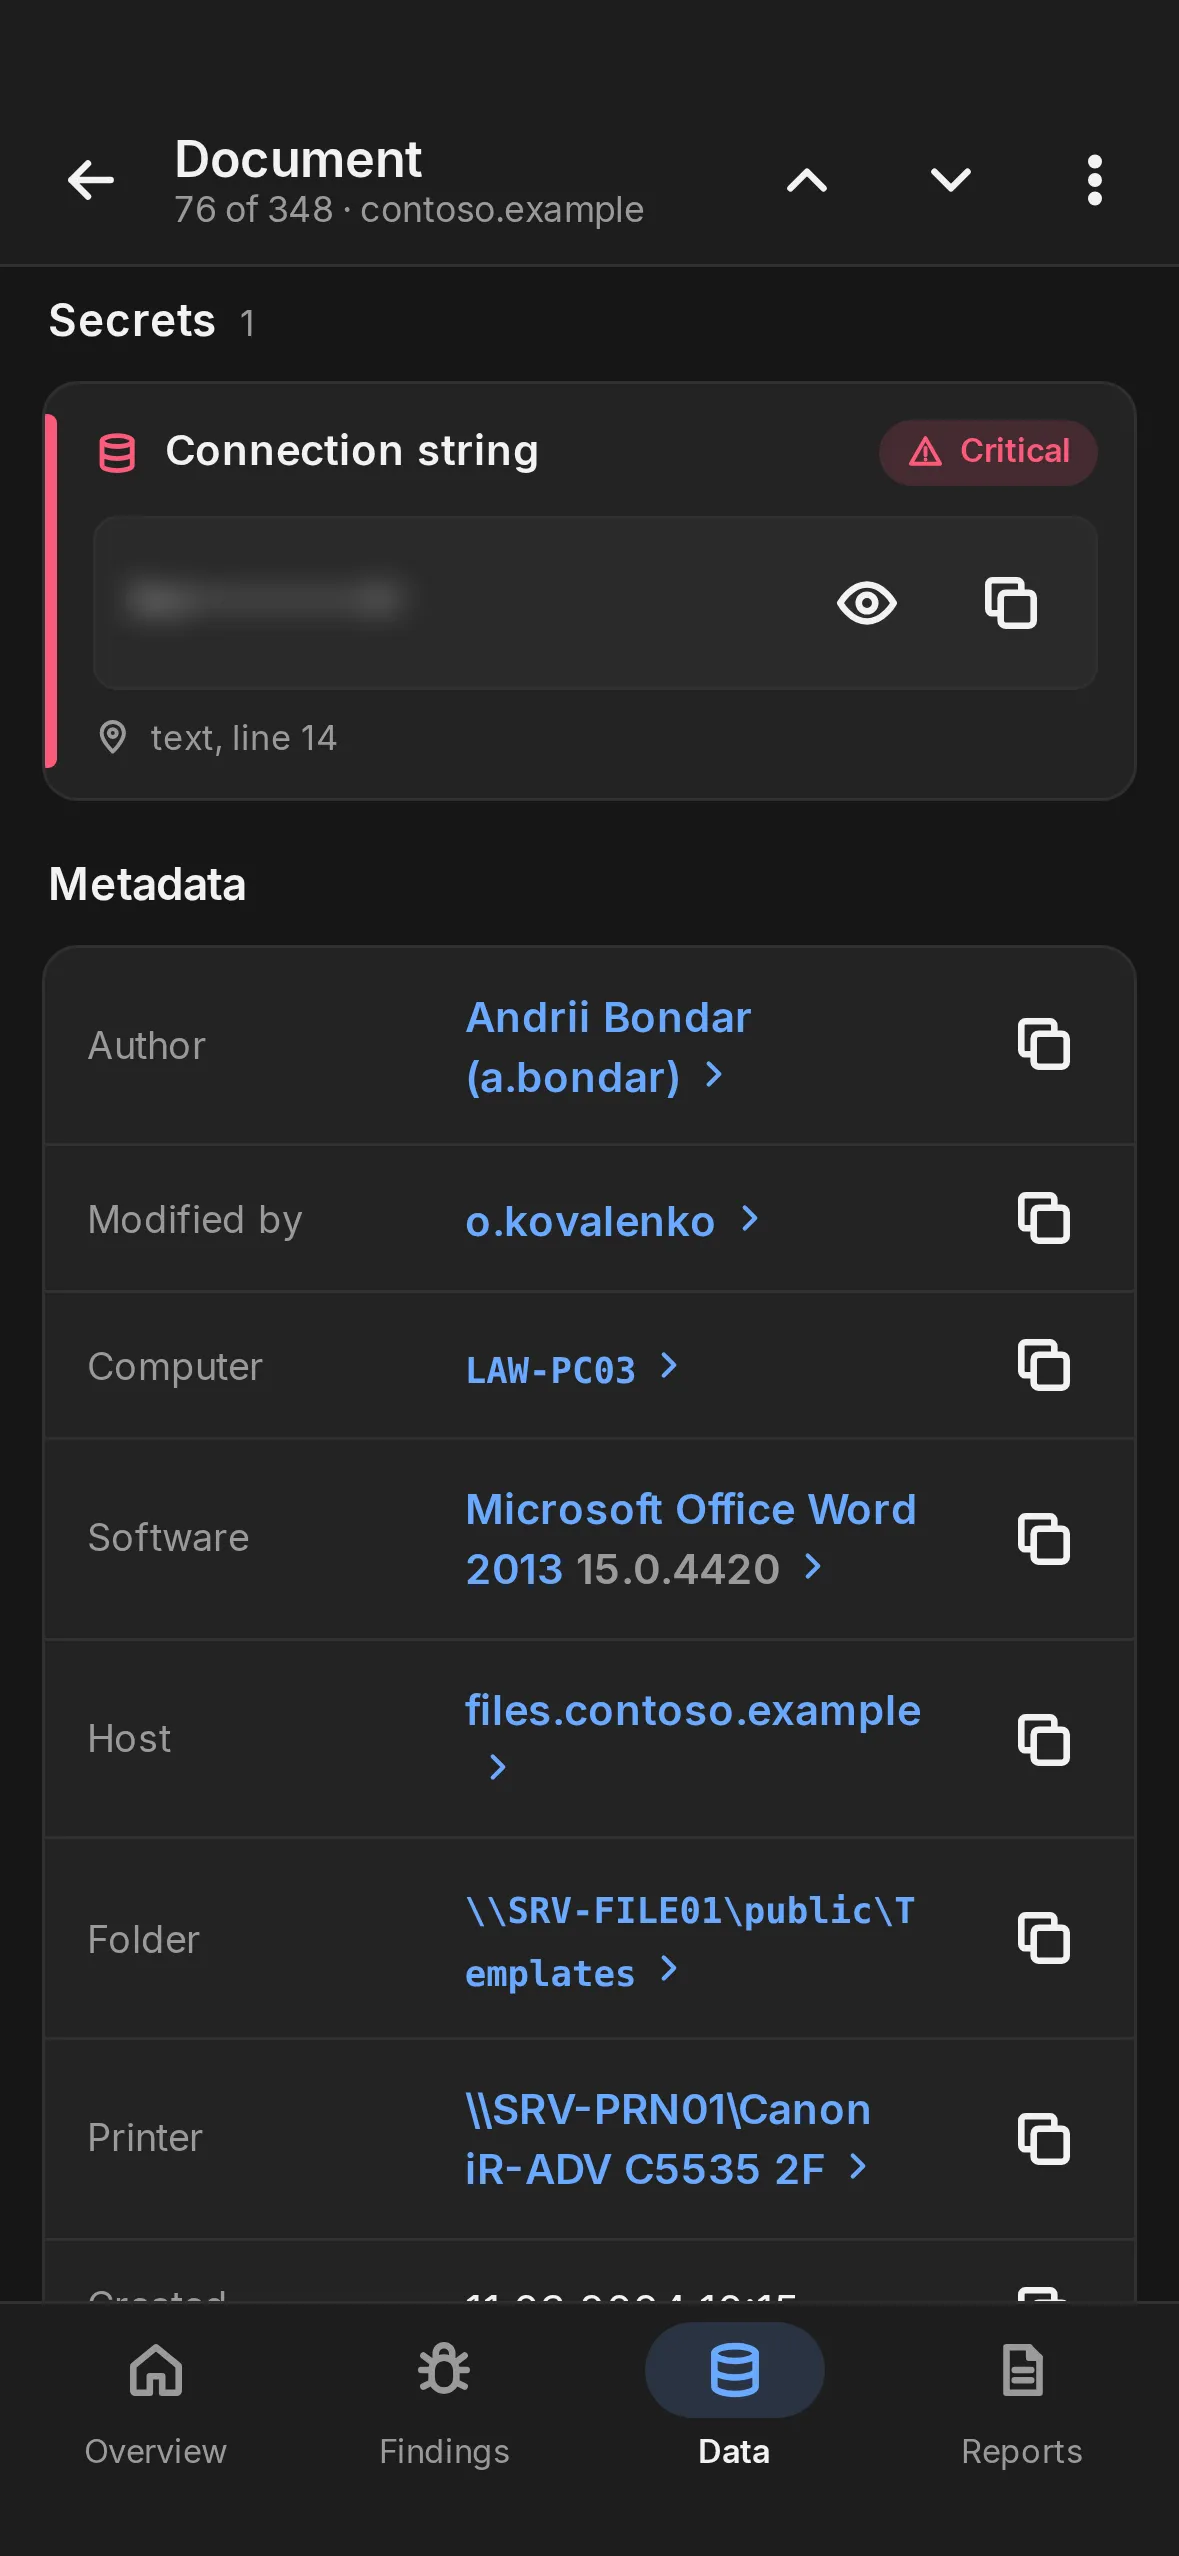 Document
76 of 348 · contoso.example
Secrets 1
Connection string
Critical
text, line 14
Metadata
Author
Andrii Bondar
(a.bondar)
Modified by
o.kovalenko
Computer
LAW-PC03
Software
Microsoft Office Word
2013 15.0.4420
Host
files.contoso.example
Folder
\\SRV-FILE01\public\T
emplates
Printer
\\SRV-PRN01\Canon
iR-ADV C5535 2F
Created
Overview
Findings
Data
Reports